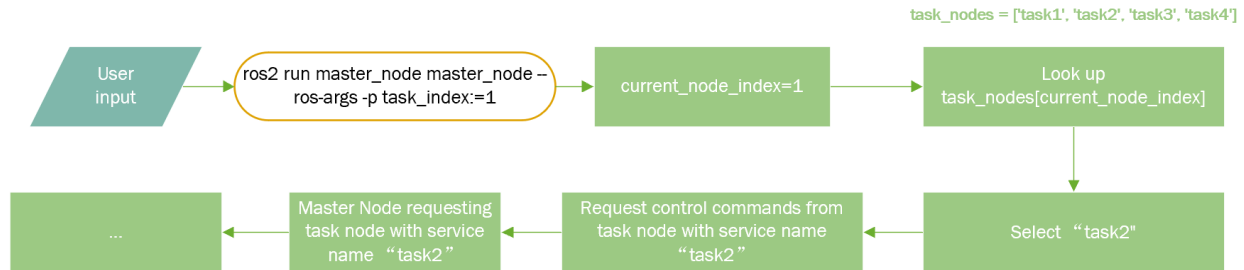 task_nodes = ['task1', 'task2', 'task3', 'task4']
User
input
ros2 run master_node master_node --
ros-args -p task_index:=1
current_node_index=1
Look up
task_nodes[current_node_index]
Select “task2"
Request control commands from
task node with service name
“task2”
Master Node requesting
task node with service
name “task2”
...